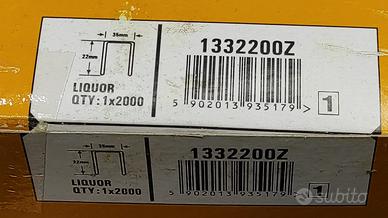 35mm
1332200Z
22mm
LIQUOR
QTY:1x2000
5 902013 935179 >
1
35mm
1332200Z
22mm
LIQUOR
QTY:1x2000
5 902013 935179 >
1
subito